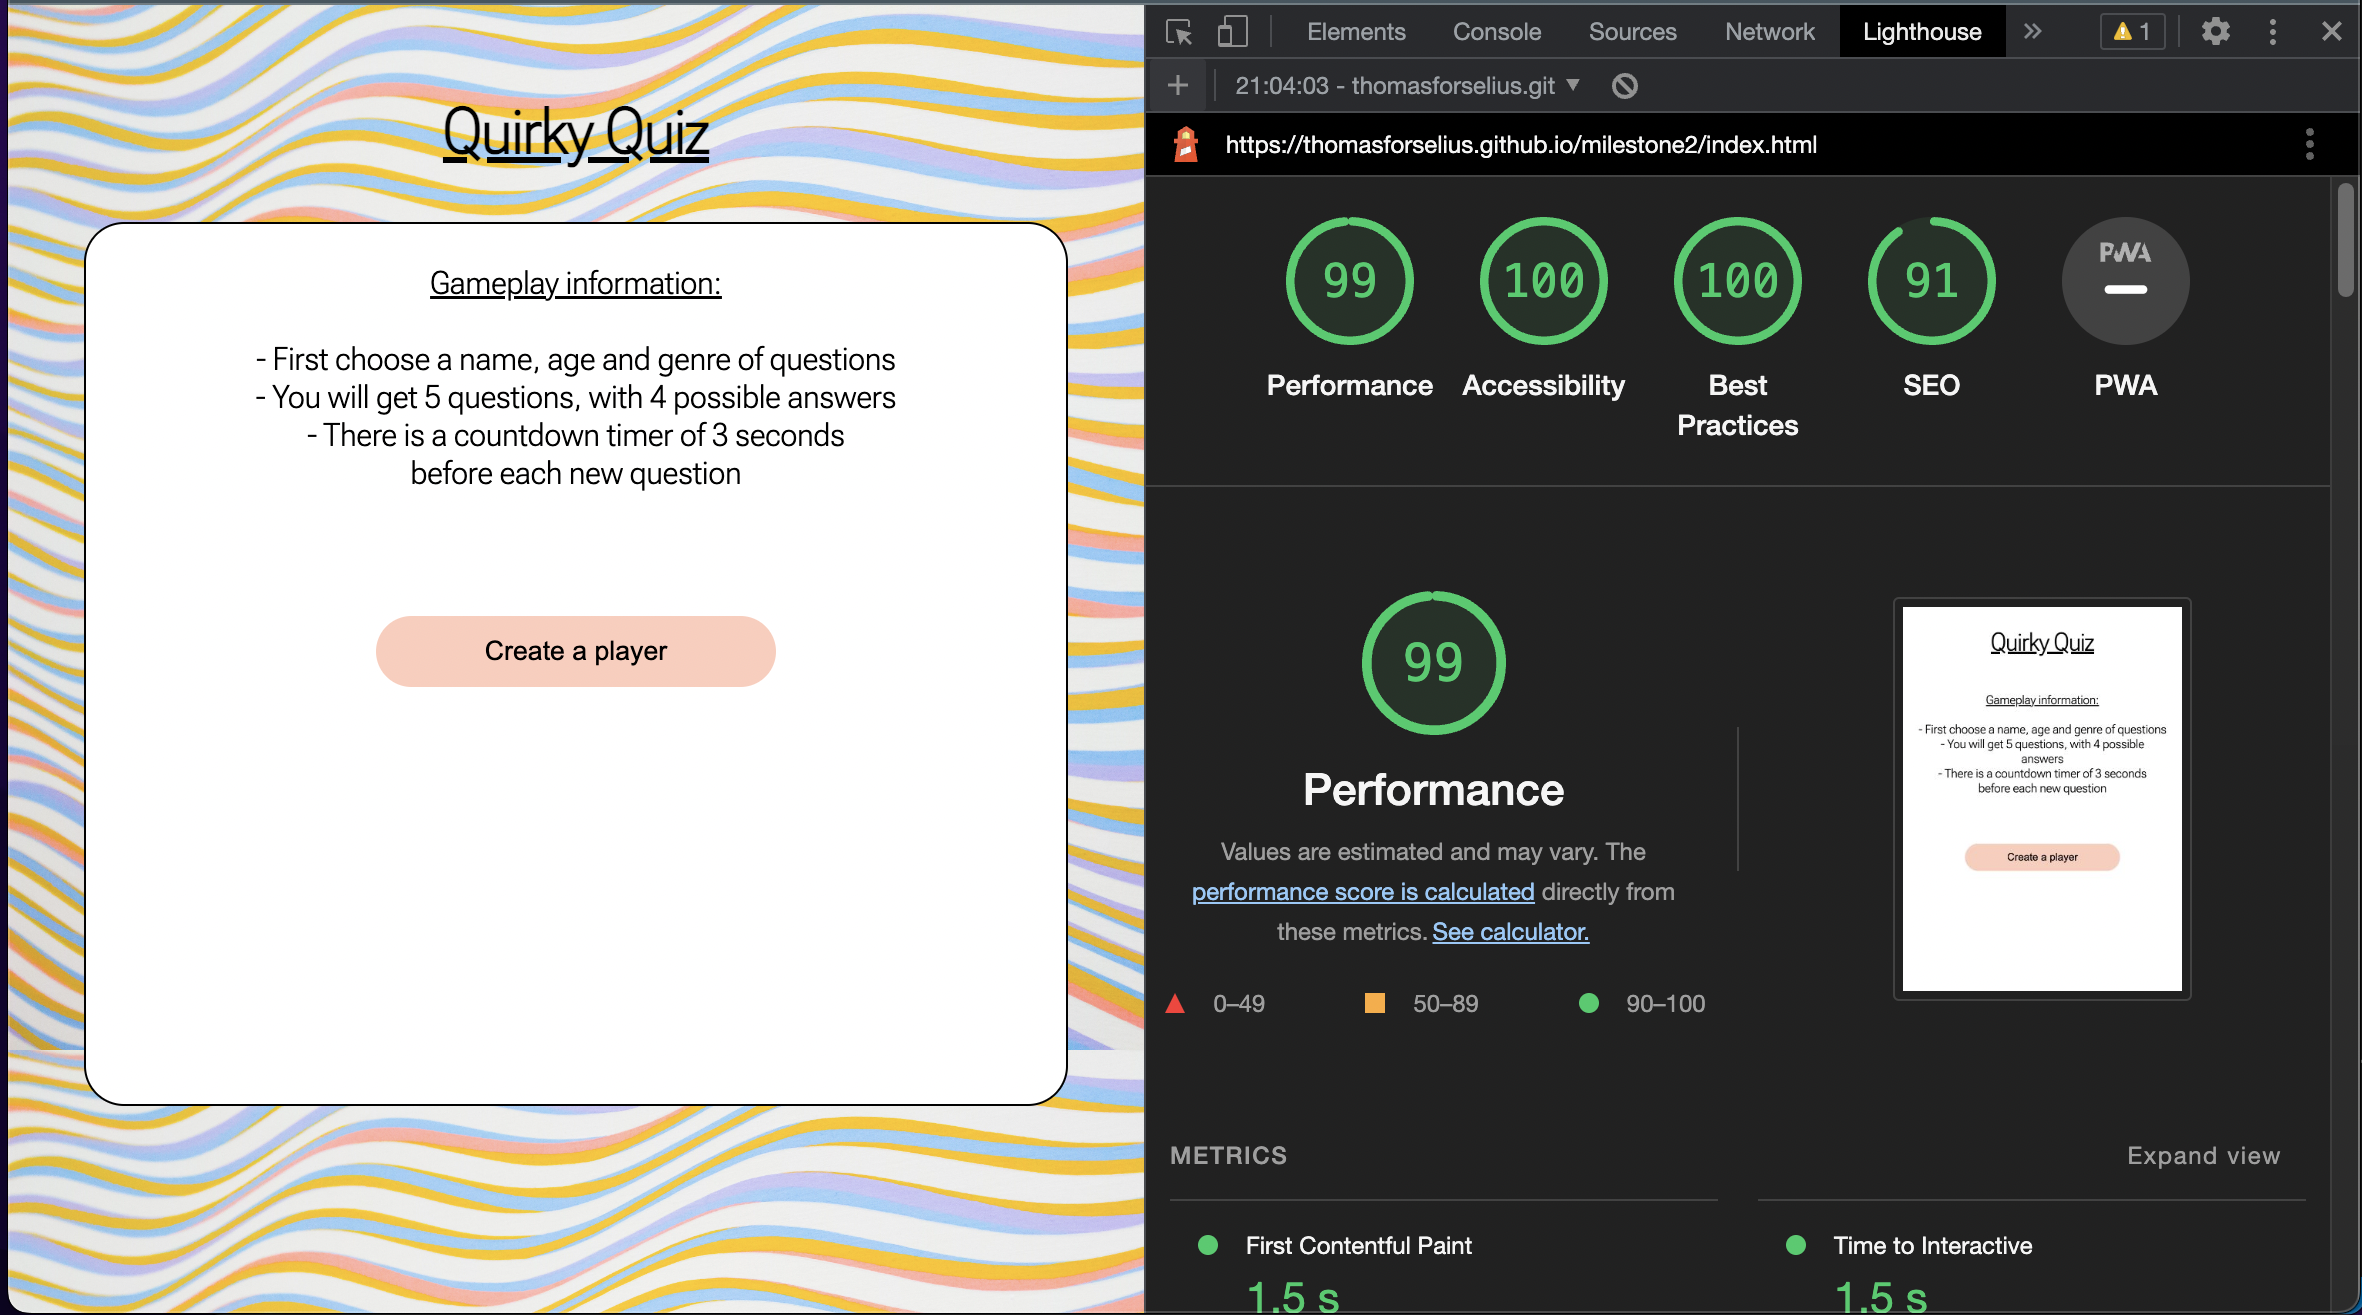 Quirky Quiz
Gameplay information:
- First choose a name, age and genre of questions
- You will get 5 questions, with 4 possible answers
- There is a countdown timer of 3 seconds
before each new question
Create a player
Elements Console Sources Network Lighthouse » 1
+ 21:04:03 - thomasforselius.git
https://thomasforselius.github.io/milestone2/index.html
99 100 100 91 PWA
Performance Accessibility Best Practices SEO PWA
99
Performance
Values are estimated and may vary. The
performance score is calculated directly from
these metrics. See calculator.
0–49 50–89 90–100
Quirky Quiz
Gameplay information:
- First choose a name, age and genre of questions
- You will get 5 questions, with 4 possible
answers
- There is a countdown timer of 3 seconds
before each new question
Create a player
METRICS Expand view
First Contentful Paint Time to Interactive
1.5 s 1.5 s